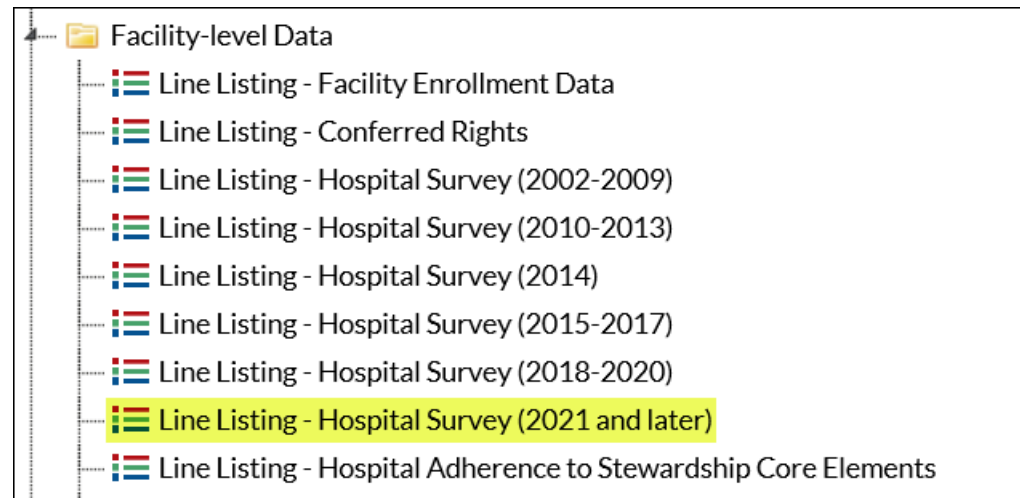 Facility-level Data
Line Listing - Facility Enrollment Data
Line Listing - Conferred Rights
Line Listing - Hospital Survey (2002-2009)
Line Listing - Hospital Survey (2010-2013)
Line Listing - Hospital Survey (2014)
Line Listing - Hospital Survey (2015-2017)
Line Listing - Hospital Survey (2018-2020)
Line Listing - Hospital Survey (2021 and later)
Line Listing - Hospital Adherence to Stewardship Core Elements